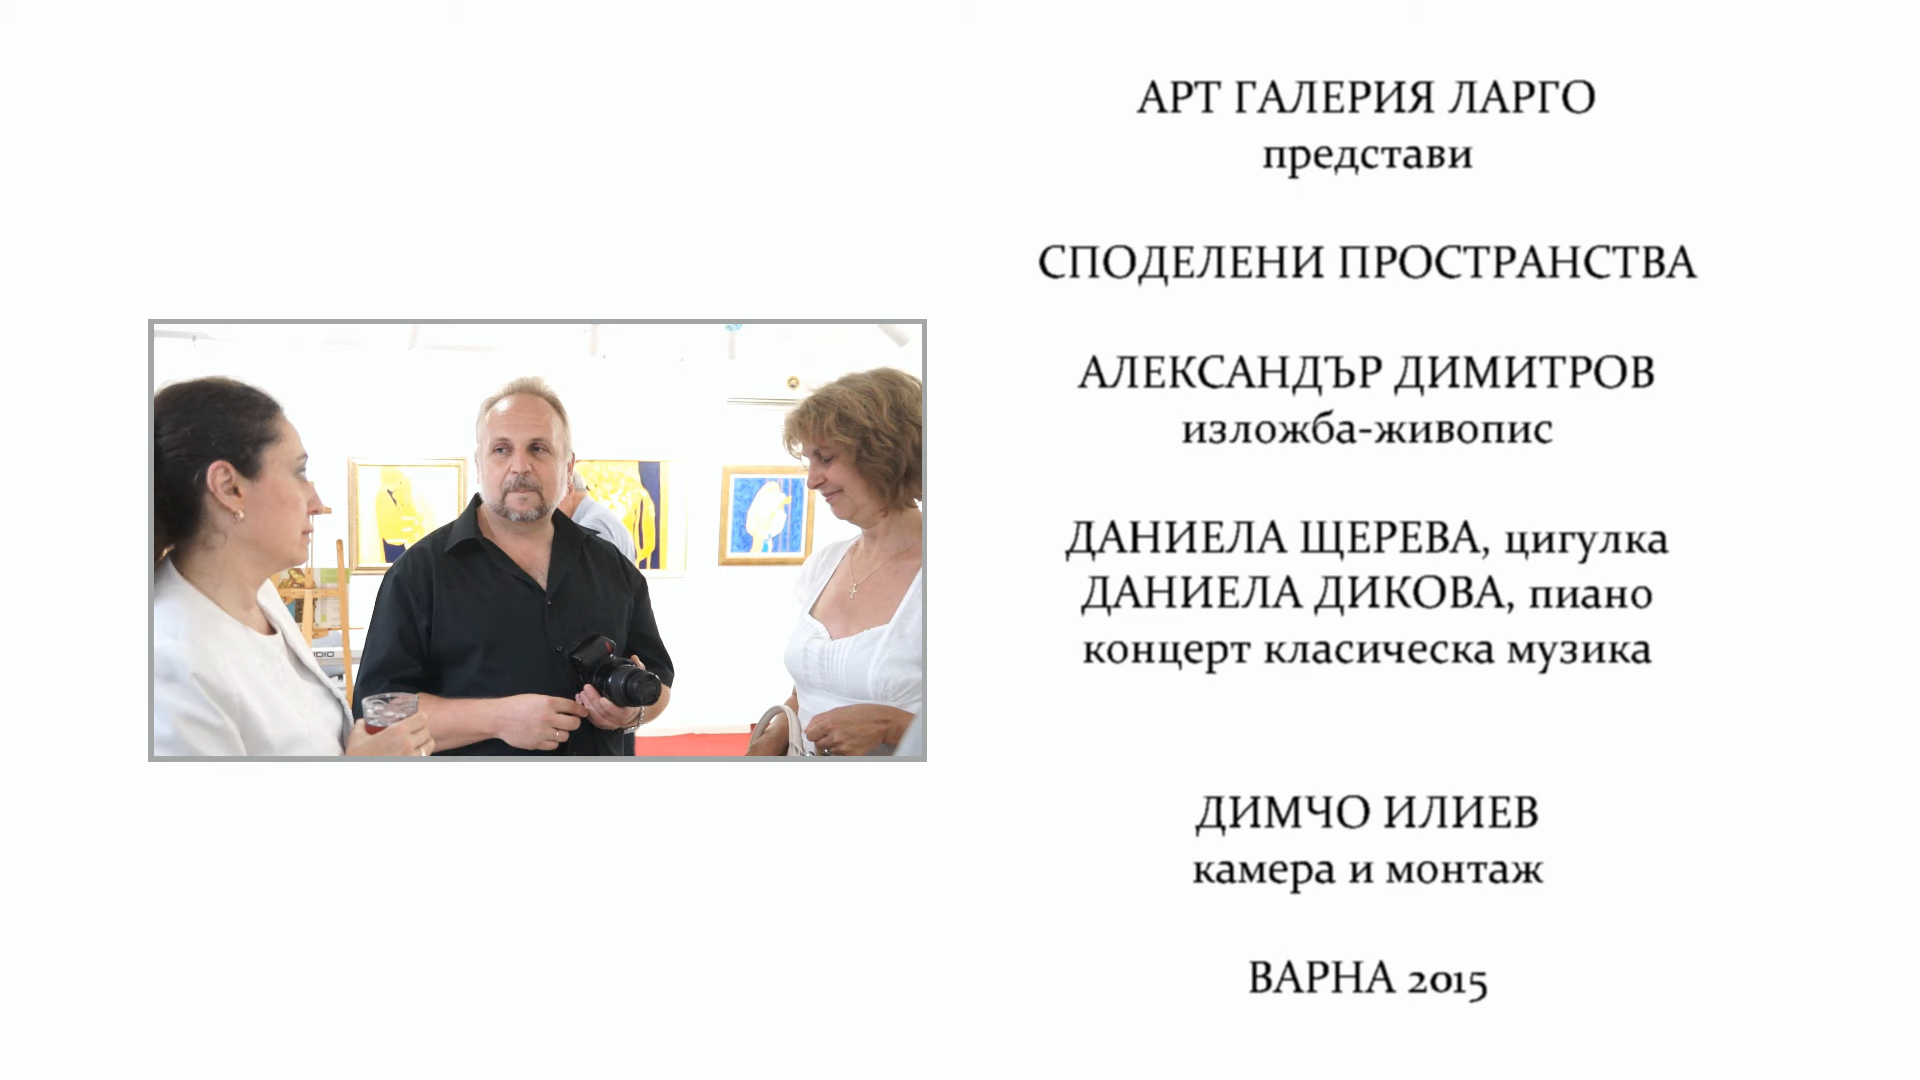 АРТ ГАЛЕРИЯ ЛАРГО
представи
СПОДЕЛЕНИ ПРОСТРАНСТВА
АЛЕКСАНДЪР ДИМИТРОВ
изложба-живопис
ДАНИЕЛА ЩЕРЕВА, цигулка
ДАНИЕЛА ДИКОВА, пиано
концерт класическа музика
ДИМЧО ИЛИЕВ
камера и монтаж
ВАРНА 2015